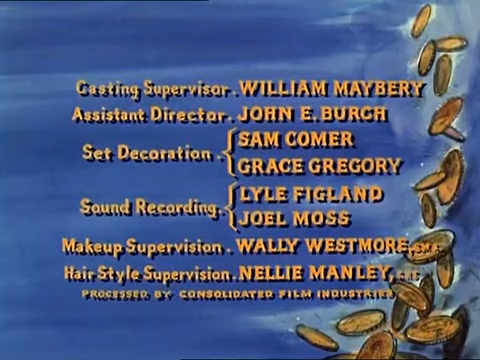 Casting Supervisor . WILLIAM MAYBERY
Assistant Director . JOHN E. BURCH
Set Decoration . { SAM COMER
GRACE GREGORY
Sound Recording . { LYLE FIGLAND
JOEL MOSS
Makeup Supervision . WALLY WESTMORE, S.M.A.
Hair Style Supervision . NELLIE MANLEY,
PROCESSED BY CONSOLIDATED FILM INDUSTRIES